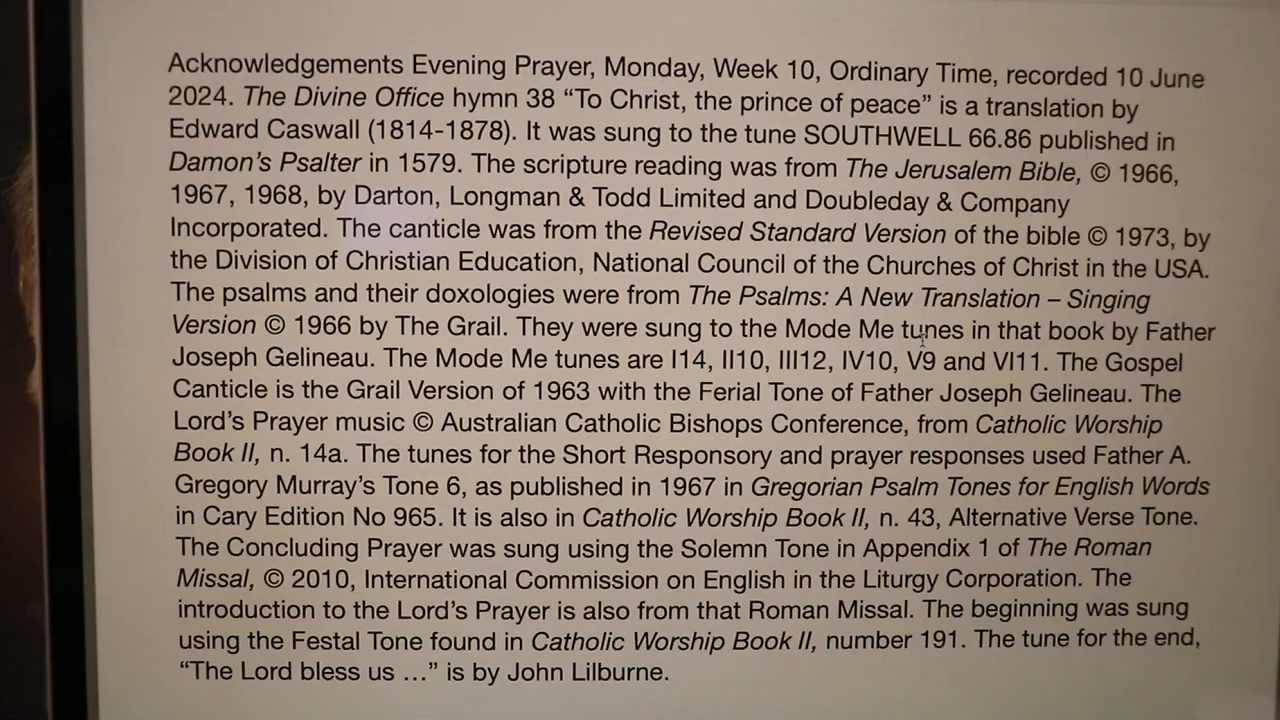 Acknowledgements Evening Prayer, Monday, Week 10, Ordinary Time, recorded 10 June
2024. The Divine Office hymn 38 “To Christ, the prince of peace” is a translation by
Edward Caswall (1814-1878). It was sung to the tune SOUTHWELL 66.86 published in
Damon’s Psalter in 1579. The scripture reading was from The Jerusalem Bible, © 1966,
1967, 1968, by Darton, Longman & Todd Limited and Doubleday & Company
Incorporated. The canticle was from the Revised Standard Version of the bible © 1973, by
the Division of Christian Education, National Council of the Churches of Christ in the USA.
The psalms and their doxologies were from The Psalms: A New Translation – Singing
Version © 1966 by The Grail. They were sung to the Mode Me tunes in that book by Father
Joseph Gelineau. The Mode Me tunes are I14, II10, III12, IV10, V9 and VI11. The Gospel
Canticle is the Grail Version of 1963 with the Ferial Tone of Father Joseph Gelineau. The
Lord’s Prayer music © Australian Catholic Bishops Conference, from Catholic Worship
Book II, n. 14a. The tunes for the Short Responsory and prayer responses used Father A.
Gregory Murray’s Tone 6, as published in 1967 in Gregorian Psalm Tones for English Words
in Cary Edition No 965. It is also in Catholic Worship Book II, n. 43, Alternative Verse Tone.
The Concluding Prayer was sung using the Solemn Tone in Appendix 1 of The Roman
Missal, © 2010, International Commission on English in the Liturgy Corporation. The
introduction to the Lord’s Prayer is also from that Roman Missal. The beginning was sung
using the Festal Tone found in Catholic Worship Book II, number 191. The tune for the end,
“The Lord bless us …” is by John Lilburne.